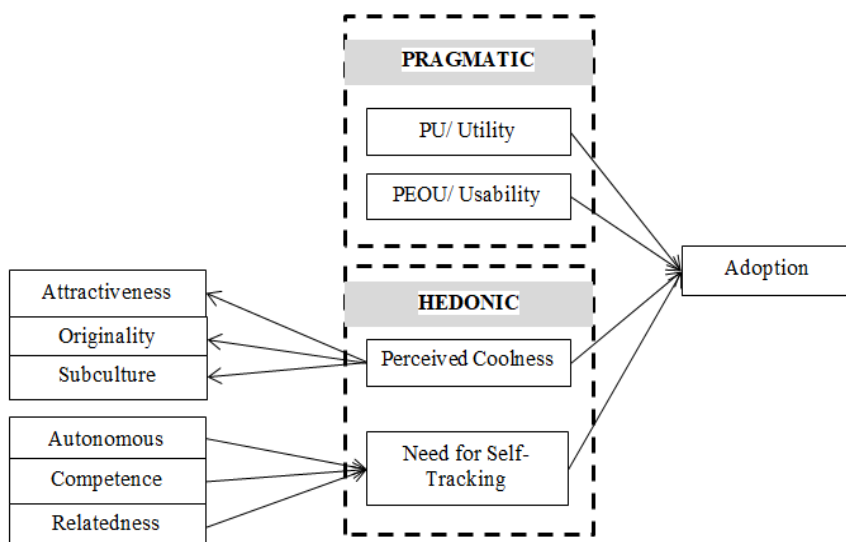 PRAGMATIC
PU/ Utility
PEOU/ Usability
Adoption
Attractiveness
Originality
Subculture
HEDONIC
Perceived Coolness
Autonomous
Competence
Relatedness
Need for Self-
Tracking